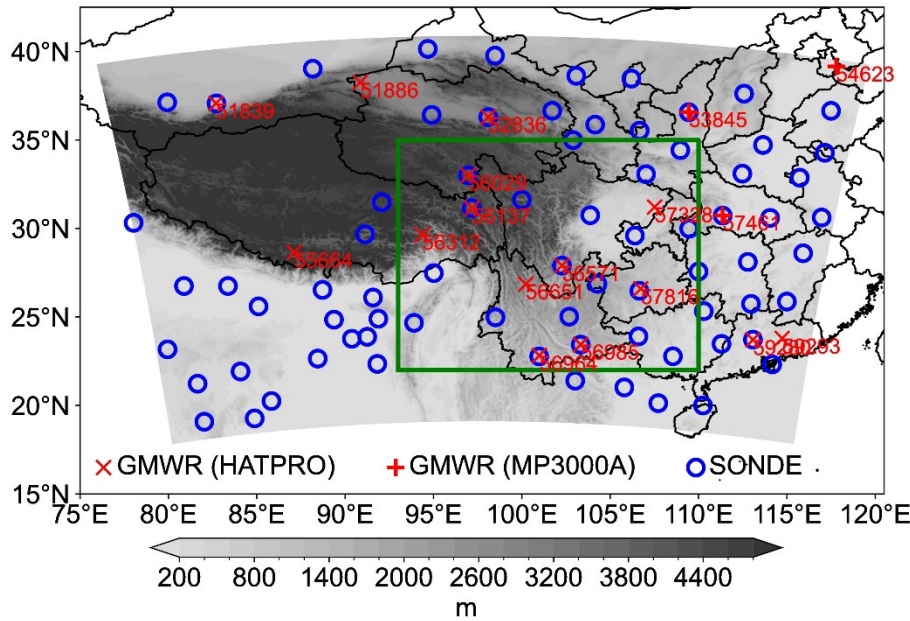 40°N
35°N
30°N
25°N
20°N
15°N
54623
51886
51839
52836
53845
56029
56137
57328
57461
56312
55664
56571
56651
57816
56985
59280
59293
56964
GMWR (HATPRO)
GMWR (MP3000A)
SONDE
75°E 80°E 85°E 90°E 95°E 100°E 105°E 110°E 115°E 120°E
200 800 1400 2000 2600 3200 3800 4400
m